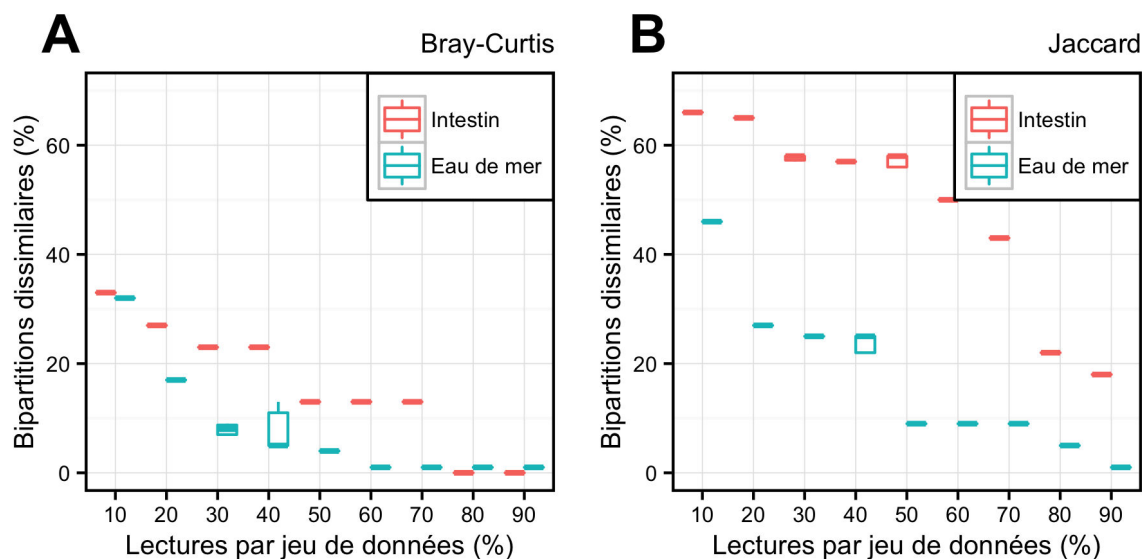 A
Bray-Curtis
Intestin
Eau de mer
Bipartitions dissimilaires (%)
60
40
20
0
10 20 30 40 50 60 70 80 90
Lectures par jeu de données (%)
B
Jaccard
Intestin
Eau de mer
Bipartitions dissimilaires (%)
60
40
20
0
10 20 30 40 50 60 70 80 90
Lectures par jeu de données (%)